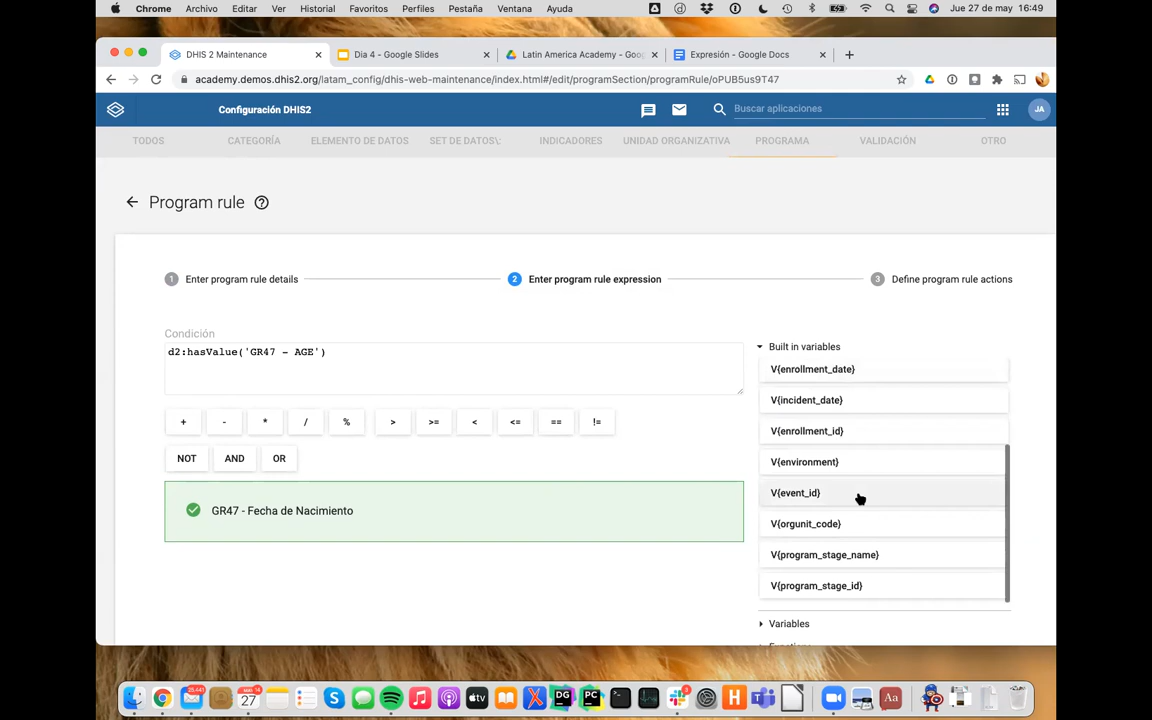 Chrome Archivo Editar Ver Historial Favoritos Perfiles Pestaña Ventana Ayuda Jue 27 de may 16:49
DHIS 2 Maintenance Dia 4 - Google Slides Latin America Academy - Goo Expresión - Google Docs
academy.demos.dhis2.org/latam_config/dhis-web-maintenance/index.html#/edit/programSection/programRule/oPUB5us9T47
Configuración DHIS2 Buscar aplicaciones JA
TODOS CATEGORÍA ELEMENTO DE DATOS SET DE DATOS\: INDICADORES UNIDAD ORGANIZATIVA PROGRAMA VALIDACIÓN OTRO
Program rule
1 Enter program rule details 2 Enter program rule expression 3 Define program rule actions
Condición
d2:hasValue('GR47 - AGE')
+ - * / % > >= < <= == !=
NOT AND OR
GR47 - Fecha de Nacimiento
Built in variables
V{enrollment_date}
V{incident_date}
V{enrollment_id}
V{environment}
V{event_id}
V{orgunit_code}
V{program_stage_name}
V{program_stage_id}
Variables